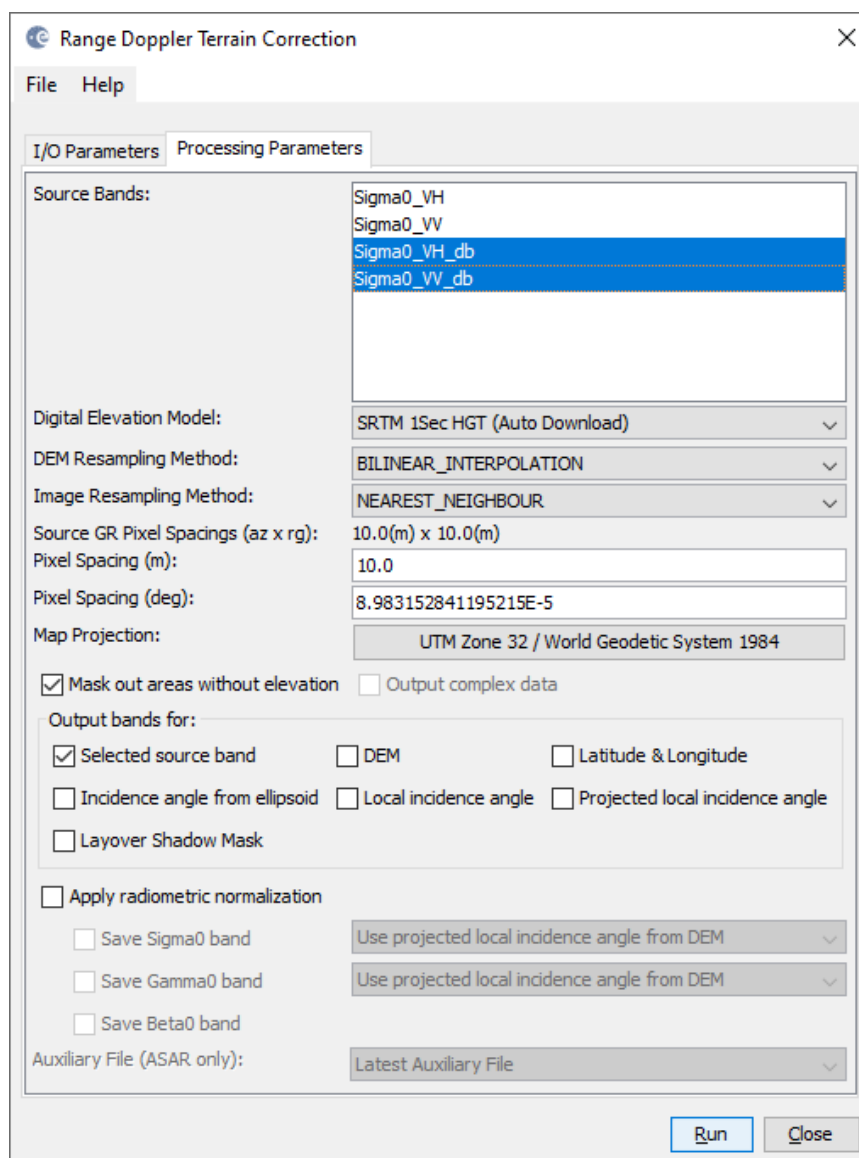 Range Doppler Terrain Correction
File Help
I/O Parameters Processing Parameters
Source Bands:
Sigma0_VH
Sigma0_VV
Sigma0_VH_db
Sigma0_VV_db
Digital Elevation Model: SRTM 1Sec HGT (Auto Download)
DEM Resampling Method: BILINEAR_INTERPOLATION
Image Resampling Method: NEAREST_NEIGHBOUR
Source GR Pixel Spacings (az x rg): 10.0(m) x 10.0(m)
Pixel Spacing (m): 10.0
Pixel Spacing (deg): 8.983152841195215E-5
Map Projection: UTM Zone 32 / World Geodetic System 1984
Mask out areas without elevation Output complex data
Output bands for:
Selected source band DEM Latitude & Longitude
Incidence angle from ellipsoid Local incidence angle Projected local incidence angle
Layover Shadow Mask
Apply radiometric normalization
Save Sigma0 band Use projected local incidence angle from DEM
Save Gamma0 band Use projected local incidence angle from DEM
Save Beta0 band
Auxiliary File (ASAR only): Latest Auxiliary File
Run Close